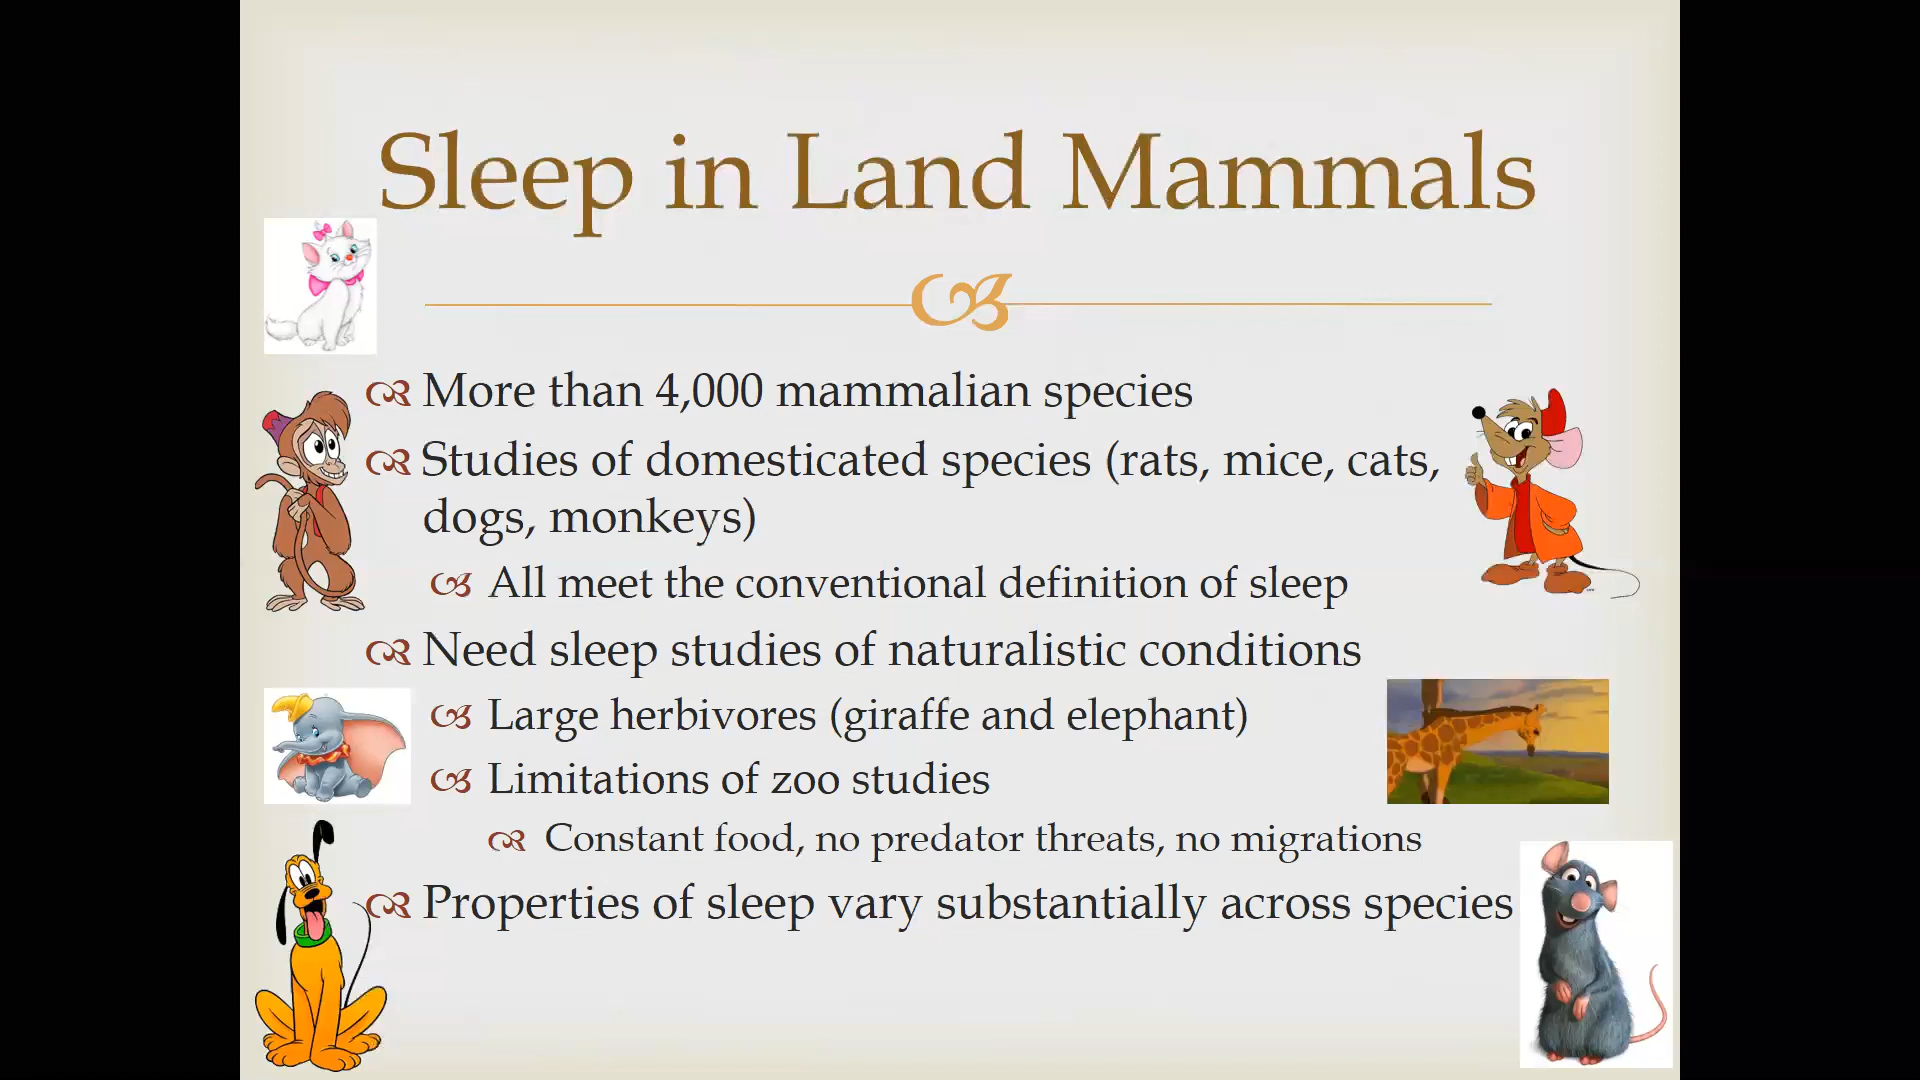 Sleep in Land Mammals
More than 4,000 mammalian species
Studies of domesticated species (rats, mice, cats,
dogs, monkeys)
All meet the conventional definition of sleep
Need sleep studies of naturalistic conditions
Large herbivores (giraffe and elephant)
Limitations of zoo studies
Constant food, no predator threats, no migrations
Properties of sleep vary substantially across species